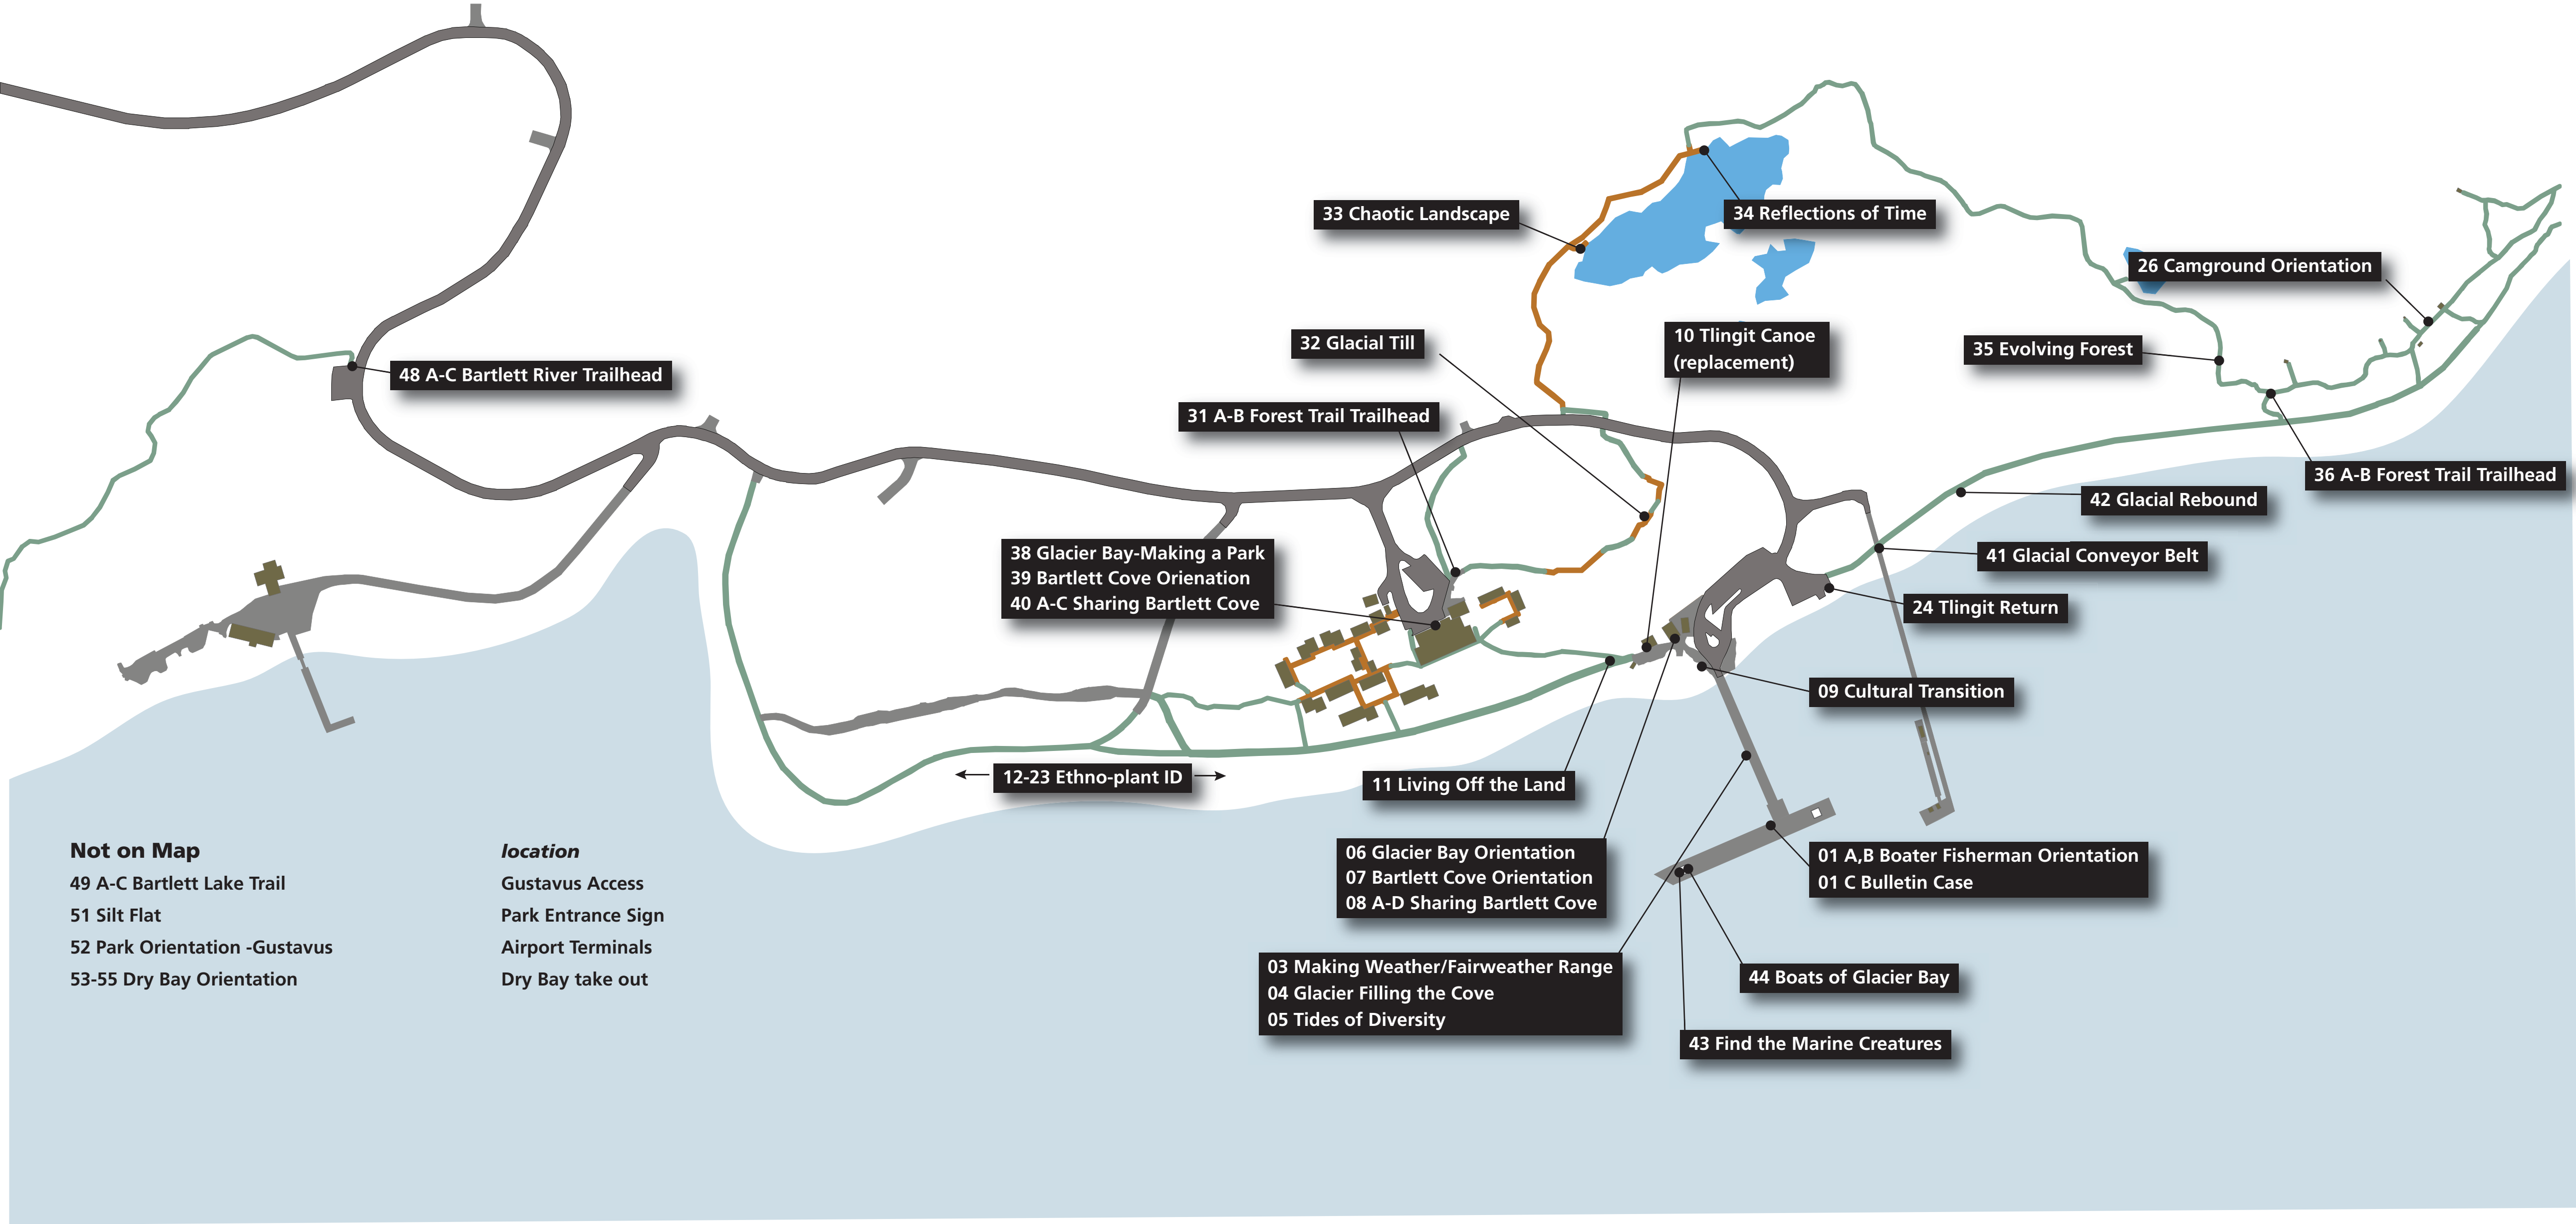 33 Chaotic Landscape
34 Reflections of Time
26 Camground Orientation
32 Glacial Till
10 Tlingit Canoe
(replacement)
35 Evolving Forest
48 A-C Bartlett River Trailhead
31 A-B Forest Trail Trailhead
36 A-B Forest Trail Trailhead
42 Glacial Rebound
38 Glacier Bay-Making a Park
39 Bartlett Cove Orienation
40 A-C Sharing Bartlett Cove
41 Glacial Conveyor Belt
24 Tlingit Return
09 Cultural Transition
12-23 Ethno-plant ID
11 Living Off the Land
06 Glacier Bay Orientation
07 Bartlett Cove Orientation
08 A-D Sharing Bartlett Cove
01 A,B Boater Fisherman Orientation
01 C Bulletin Case
03 Making Weather/Fairweather Range
04 Glacier Filling the Cove
05 Tides of Diversity
44 Boats of Glacier Bay
43 Find the Marine Creatures
Not on Map location
49 A-C Bartlett Lake Trail Gustavus Access
51 Silt Flat Park Entrance Sign
52 Park Orientation -Gustavus Airport Terminals
53-55 Dry Bay Orientation Dry Bay take out